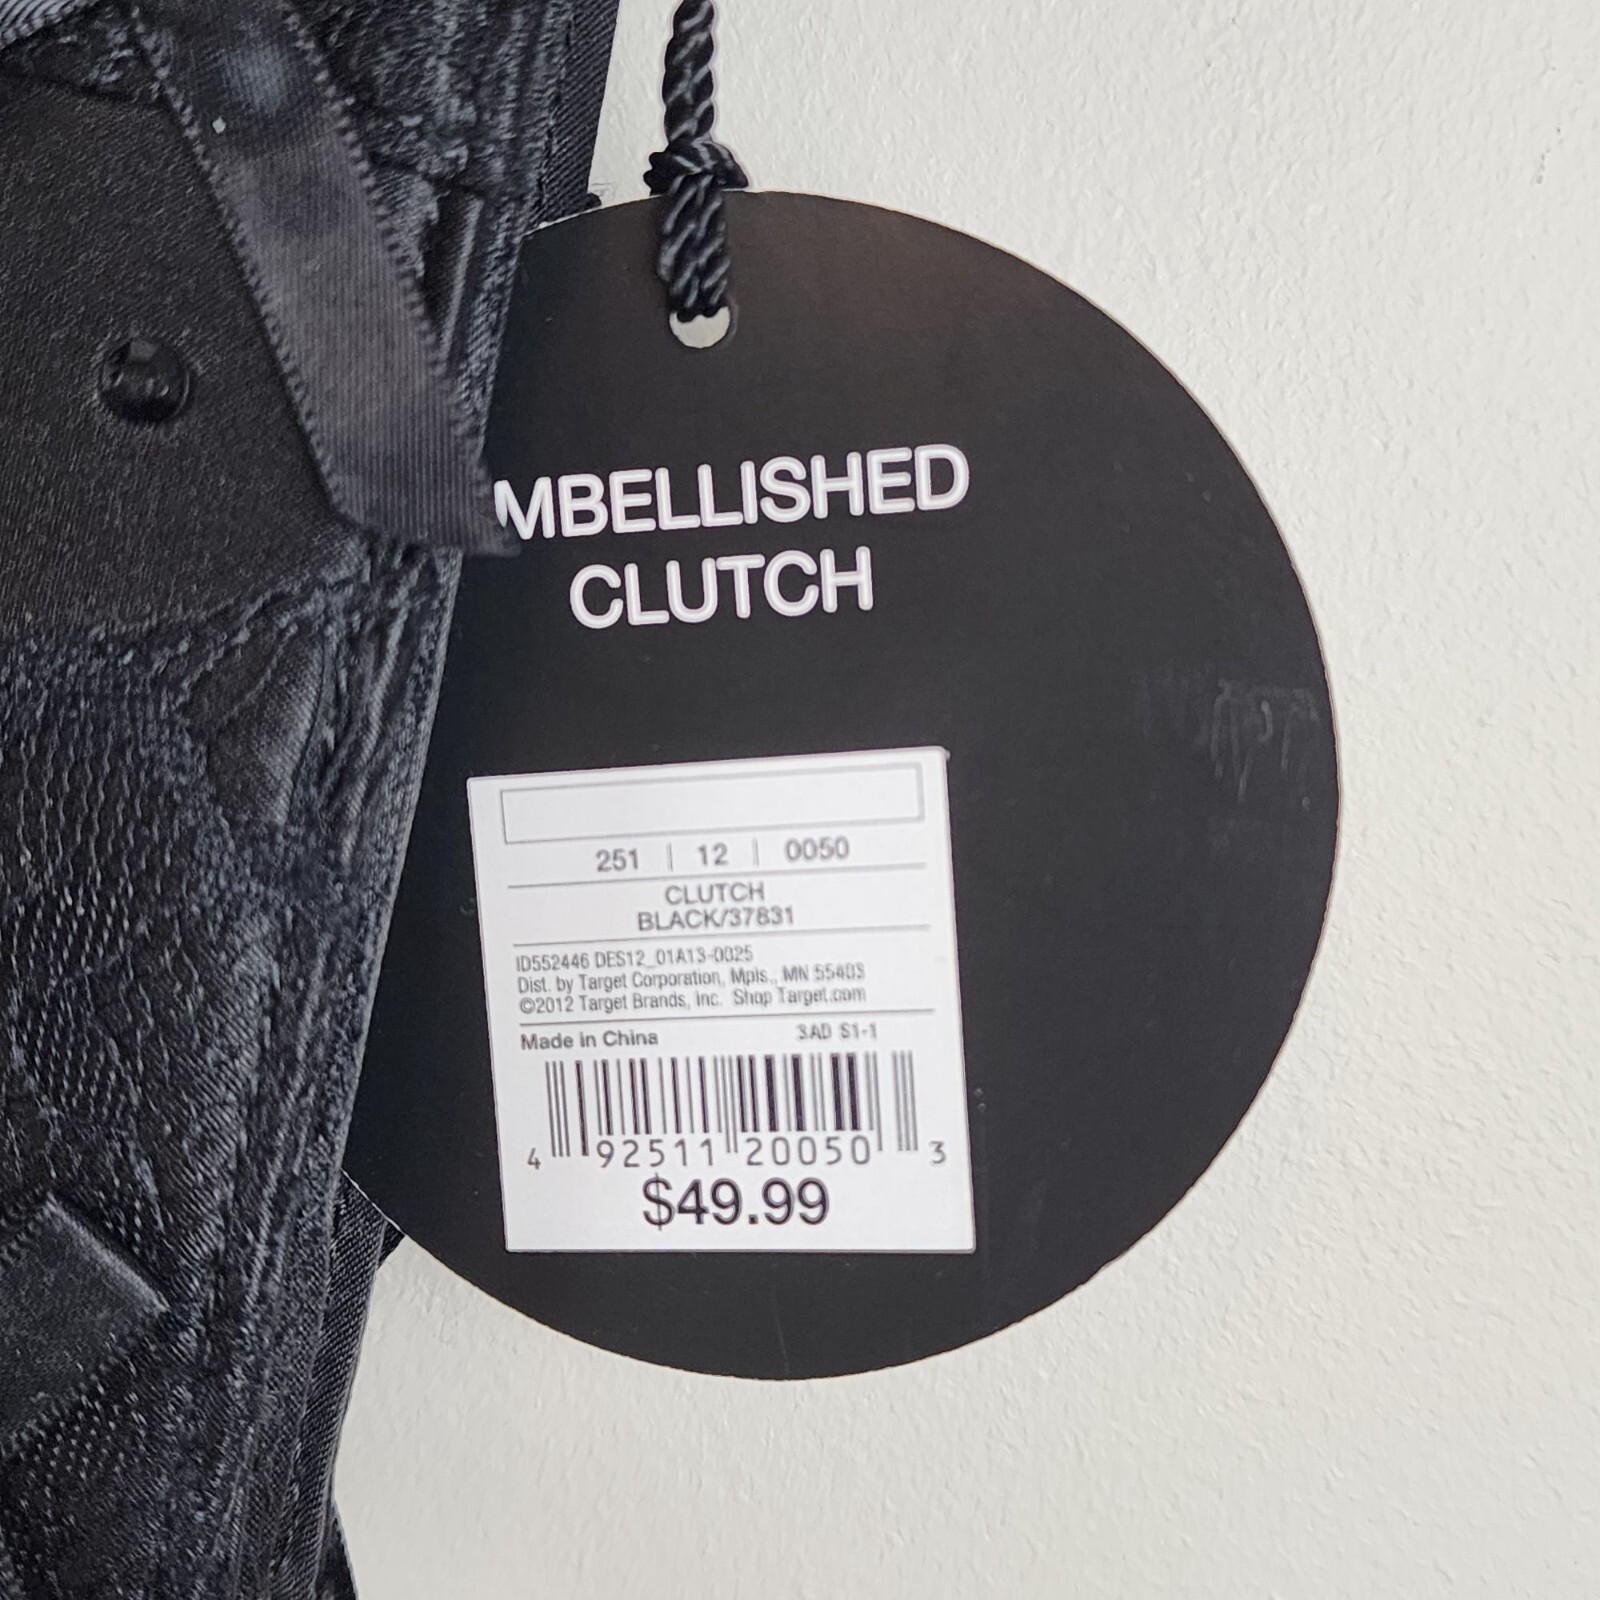 MBELLISHED
CLUTCH
251 | 12 | 0050
CLUTCH
BLACK/37831
ID552446 DES12_01A13-0025
Dist. by Target Corporation, Mpls., MN 55403
©2012 Target Brands, Inc. Shop Target.com
Made in China 3AD S1-1
4 92511 20050 3
$49.99